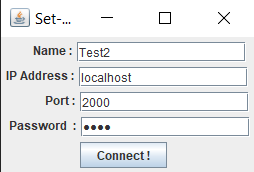 Set-...
Name : Test2
IP Address : localhost
Port : 2000
Password : ••••
Connect !